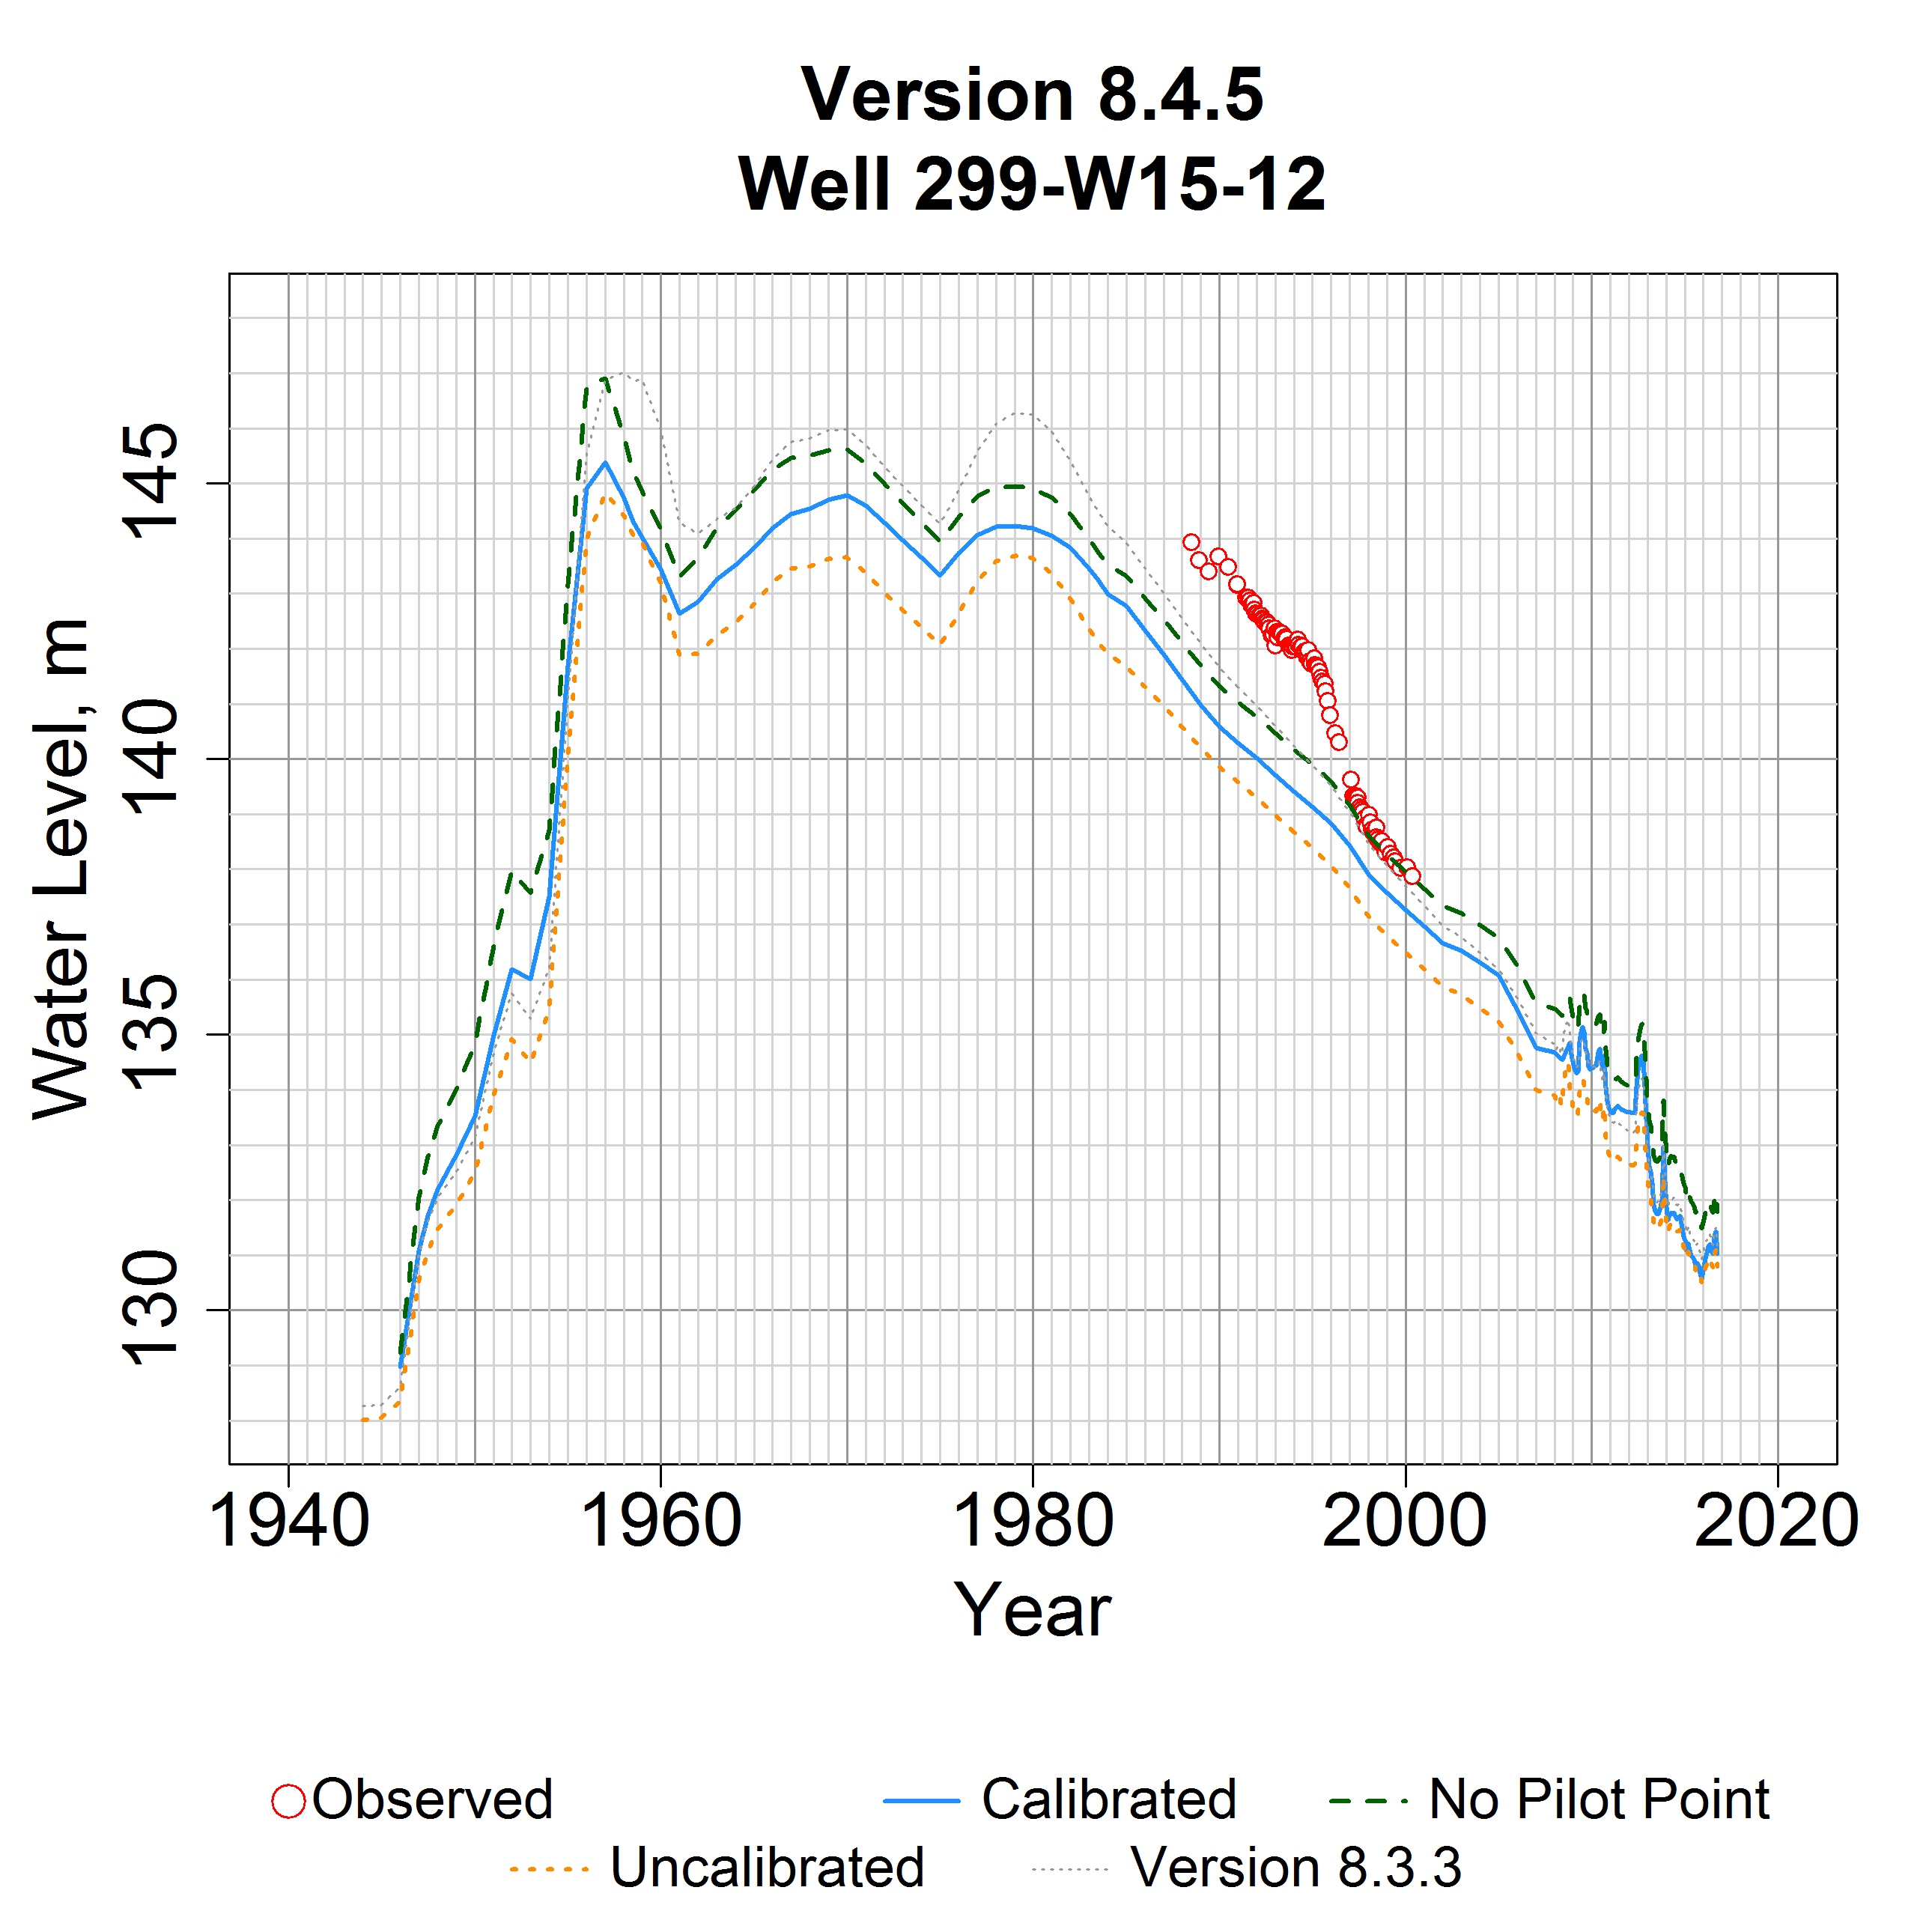 Version 8.4.5
Well 299-W15-12
Water Level, m
145
140
135
130
1940 1960 1980 2000 2020
Year
Observed Calibrated No Pilot Point
Uncalibrated Version 8.3.3